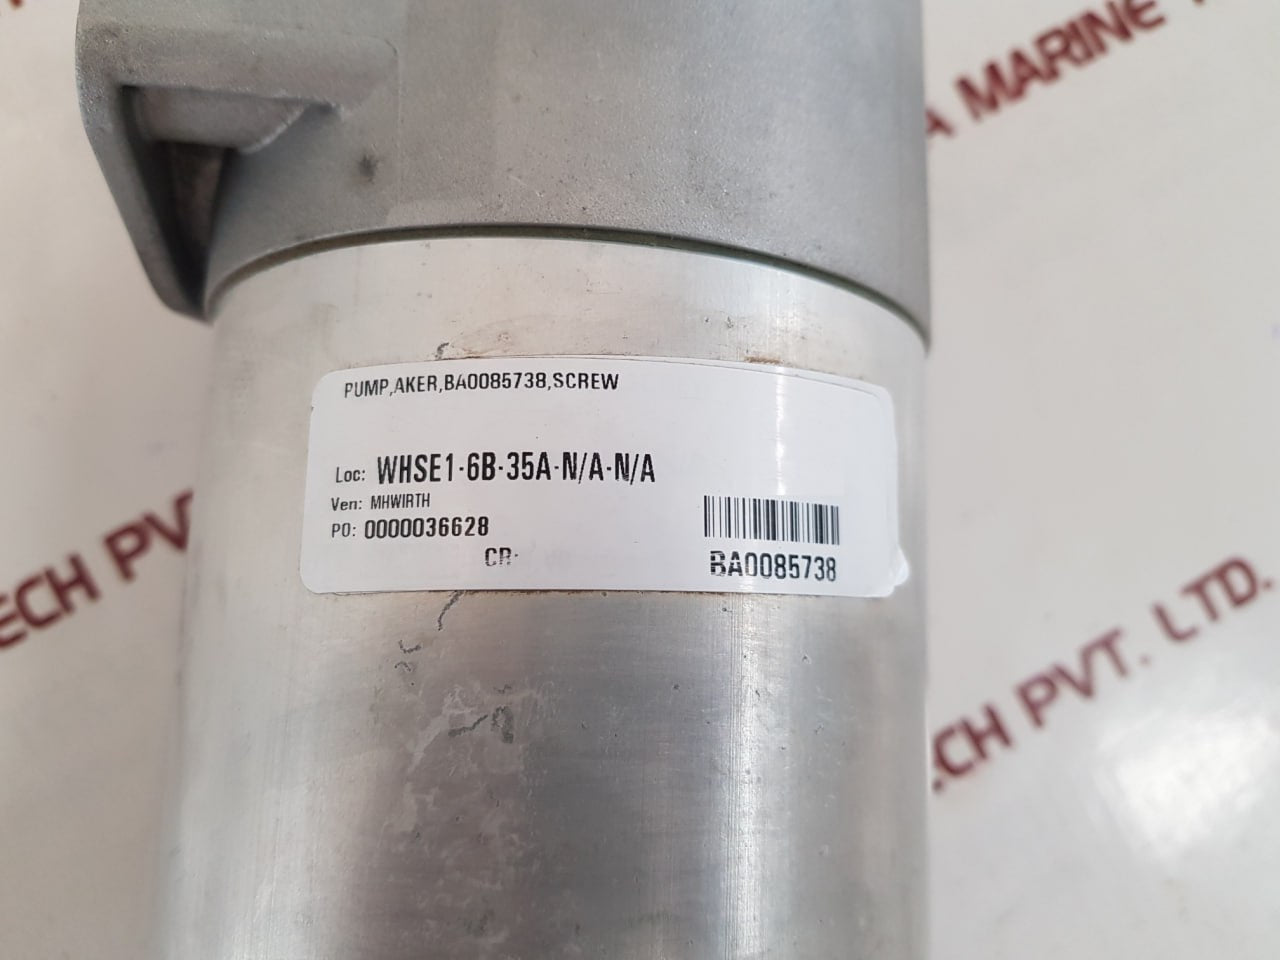 A MARINE
PUMP,AKER,BA0085738,SCREW
Loc: WHSE1-6B-35A-N/A-N/A
Ven: MHWIRTH
PO: 0000036628
CR:
BA0085738
ECH PV
ECH PVT. LTD.